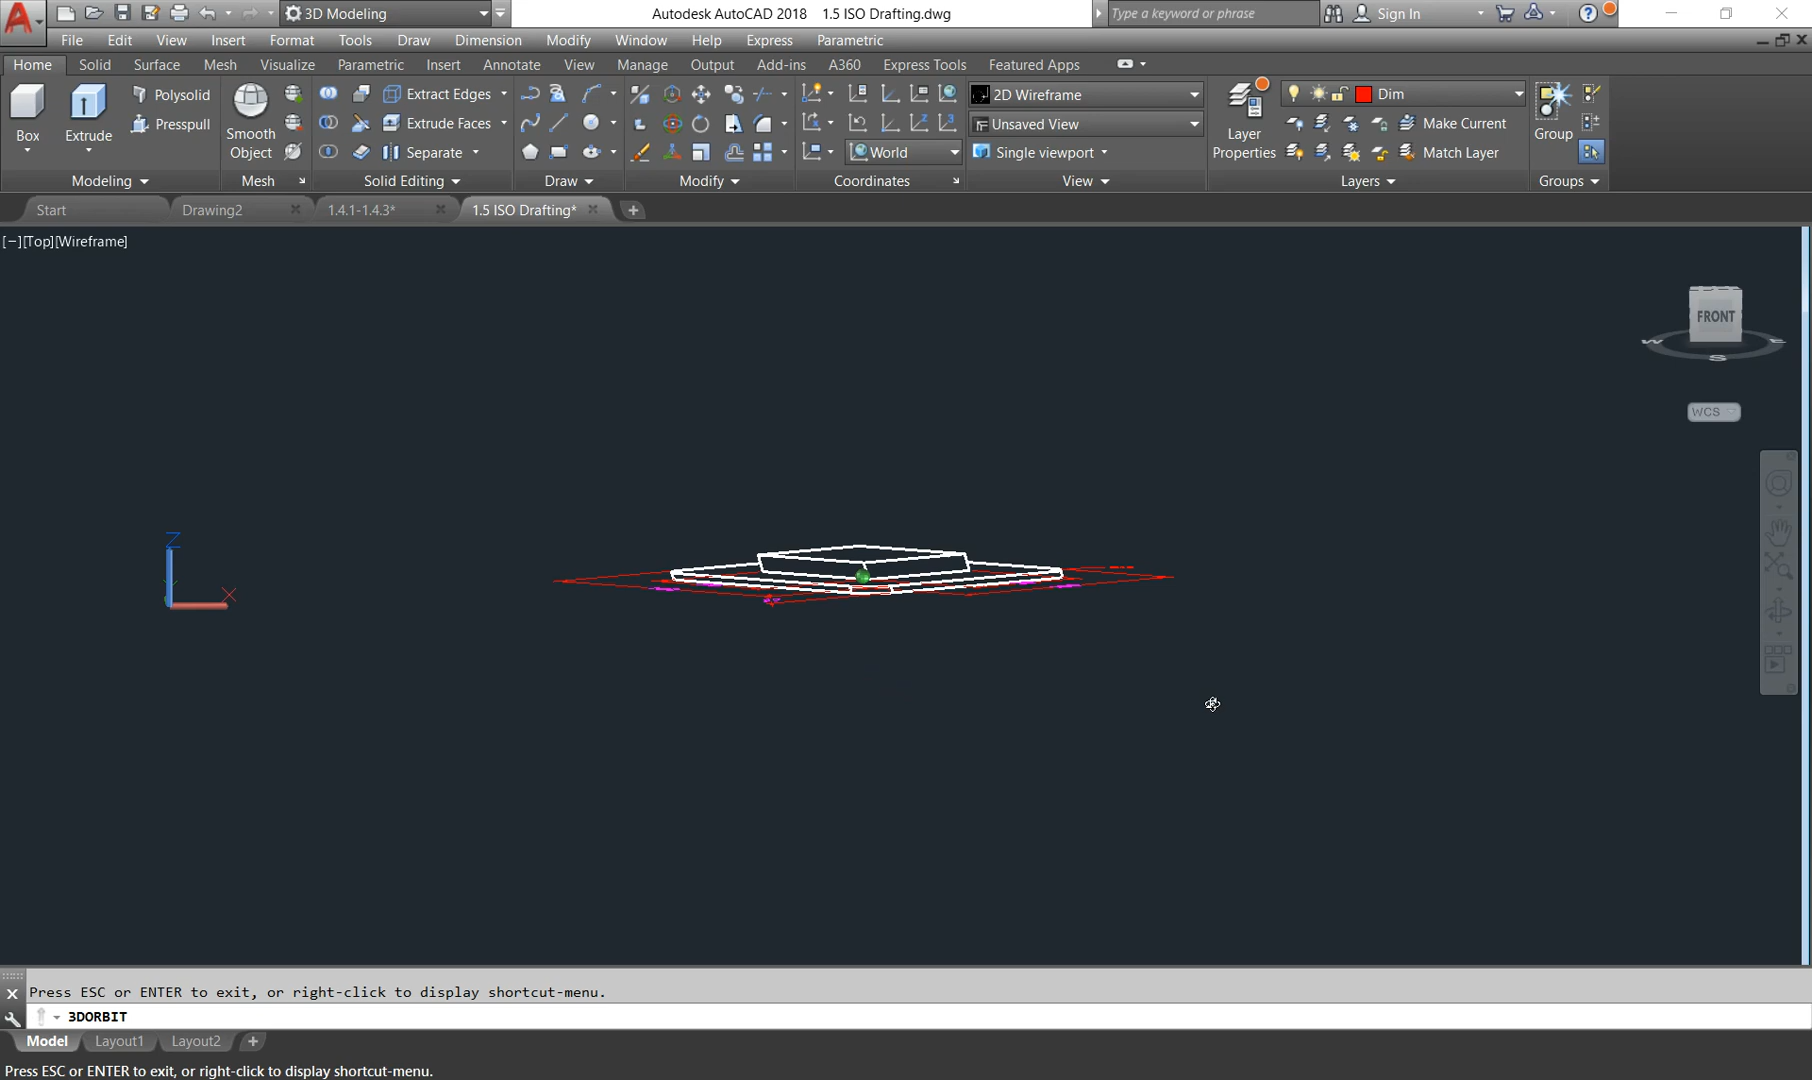 3D Modeling
Autodesk AutoCAD 2018 1.5 ISO Drafting.dwg
Type a keyword or phrase
Sign In
File Edit View Insert Format Tools Draw Dimension Modify Window Help Express Parametric
Home Solid Surface Mesh Visualize Parametric Insert Annotate View Manage Output Add-ins A360 Express Tools Featured Apps
Box
Extrude
Polysolid
Presspull
Smooth Object
Extract Edges
Extrude Faces
Separate
World
2D Wireframe
Unsaved View
Single viewport
Layer Properties
Dim
Make Current
Match Layer
Group
Modeling Mesh Solid Editing Draw Modify Coordinates View Layers Groups
Start Drawing2 1.4.1-1.4.3* 1.5 ISO Drafting*
[−][Top][Wireframe]
FRONT
W S E
WCS
Z
X
Press ESC or ENTER to exit, or right-click to display shortcut-menu.
3DORBIT
Model Layout1 Layout2
Press ESC or ENTER to exit, or right-click to display shortcut-menu.